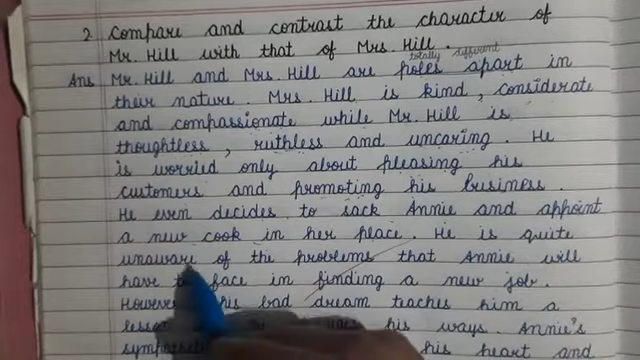 2 Compare and contrast the character of
Mr. Hill with that of Mrs. Hill.
totally different
Ans Mr. Hill and Mrs. Hill are poles apart in
their nature. Mrs. Hill is kind, considerate
and compassionate while Mr. Hill is
thoughtless, ruthless and uncaring. He
is worried only about pleasing his
customers and promoting his business.
He even decides to sack Annie and appoint
a new cook in her place. He is quite
unaware of the problems that Annie will
have to face in finding a new job.
However his bad dream teaches him a
his ways. Annie's
his heart and